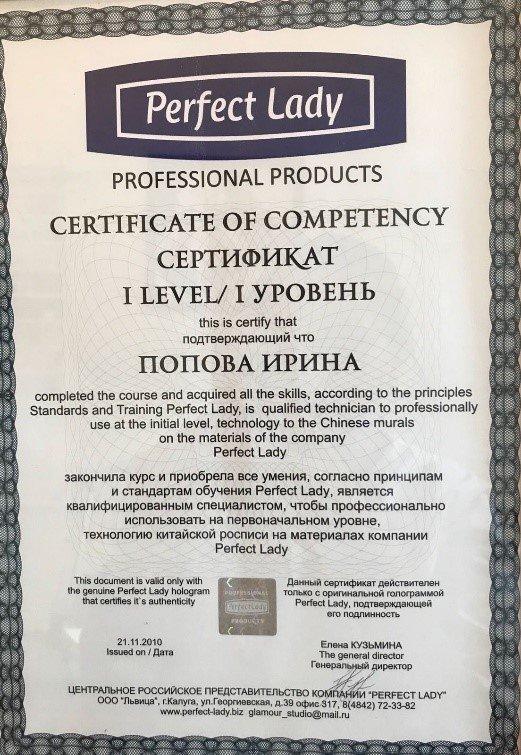 Perfect Lady
PROFESSIONAL PRODUCTS
CERTIFICATE OF COMPETENCY
СЕРТИФИКАТ
I LEVEL/ I УРОВЕНЬ
this is certify that
подтверждающий что
ПОПОВА ИРИНА
completed the course and acquired all the skills, according to the principles
Standards and Training Perfect Lady, is qualified technician to professionally
use at the initial level, technology to the Chinese murals
on the materials of the company
Perfect Lady
закончила курс и приобрела все умения, согласно принципам
и стандартам обучения Perfect Lady, является
квалифицированным специалистом, чтобы профессионально
использовать на первоначальном уровне,
технологию китайской росписи на материалах компании
Perfect Lady
This document is valid only with
the genuine Perfect Lady hologram
that certifies it`s authenticity
PROFESSIONAL
Perfect Lady
PRODUCTS
Данный сертификат действителен
только с оригинальной голограммой
Perfect Lady, подтверждающей
его подлинность
21.11.2010
Issued on / Дата
Елена КУЗЬМИНА
The general director
Генеральный директор
ЦЕНТРАЛЬНОЕ РОССИЙСКОЕ ПРЕДСТАВИТЕЛЬСТВО КОМПАНИИ "PERFECT LADY"
ООО "Львица", г.Калуга, ул.Георгиевская, д.39 офис 317, 8(4842) 72-33-82
www.perfect-lady.biz glamour_studio@mail.ru